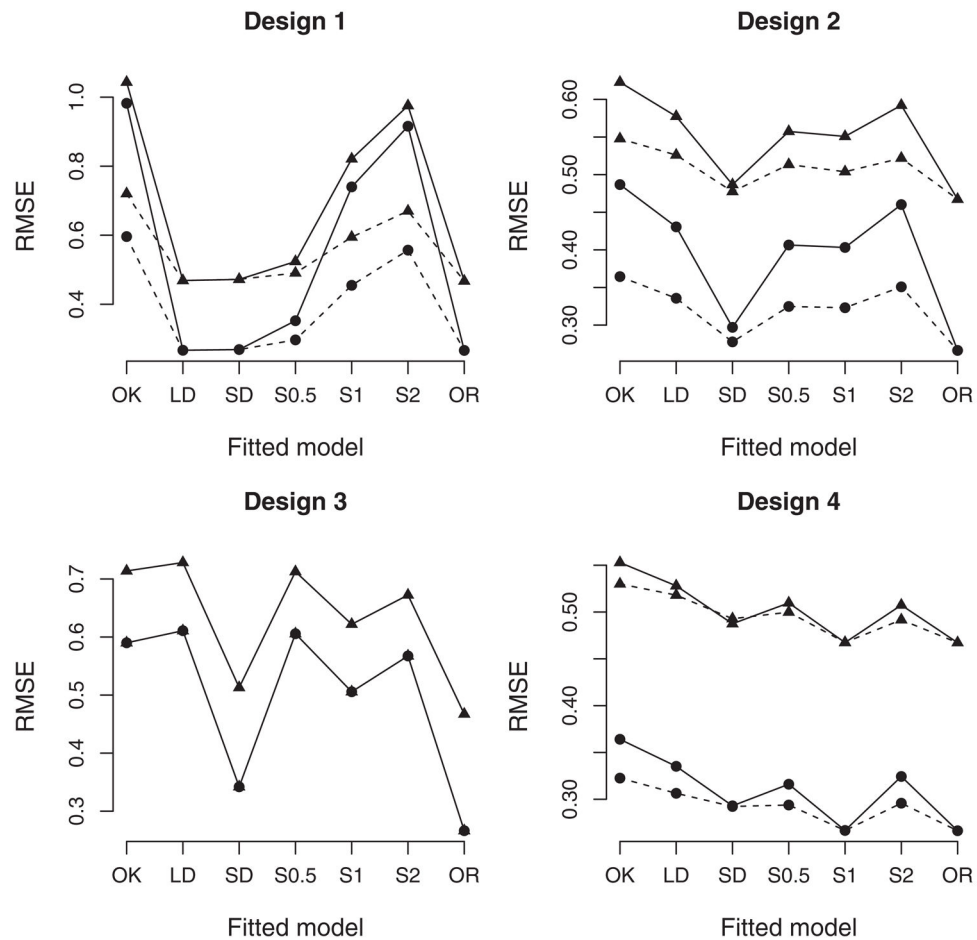 Design 1
RMSE
1.0
0.8
0.6
0.4
OK LD SD S0.5 S1 S2 OR
Fitted model
Design 2
RMSE
0.60
0.50
0.40
0.30
OK LD SD S0.5 S1 S2 OR
Fitted model
Design 3
RMSE
0.7
0.6
0.5
0.4
0.3
OK LD SD S0.5 S1 S2 OR
Fitted model
Design 4
RMSE
0.50
0.40
0.30
OK LD SD S0.5 S1 S2 OR
Fitted model